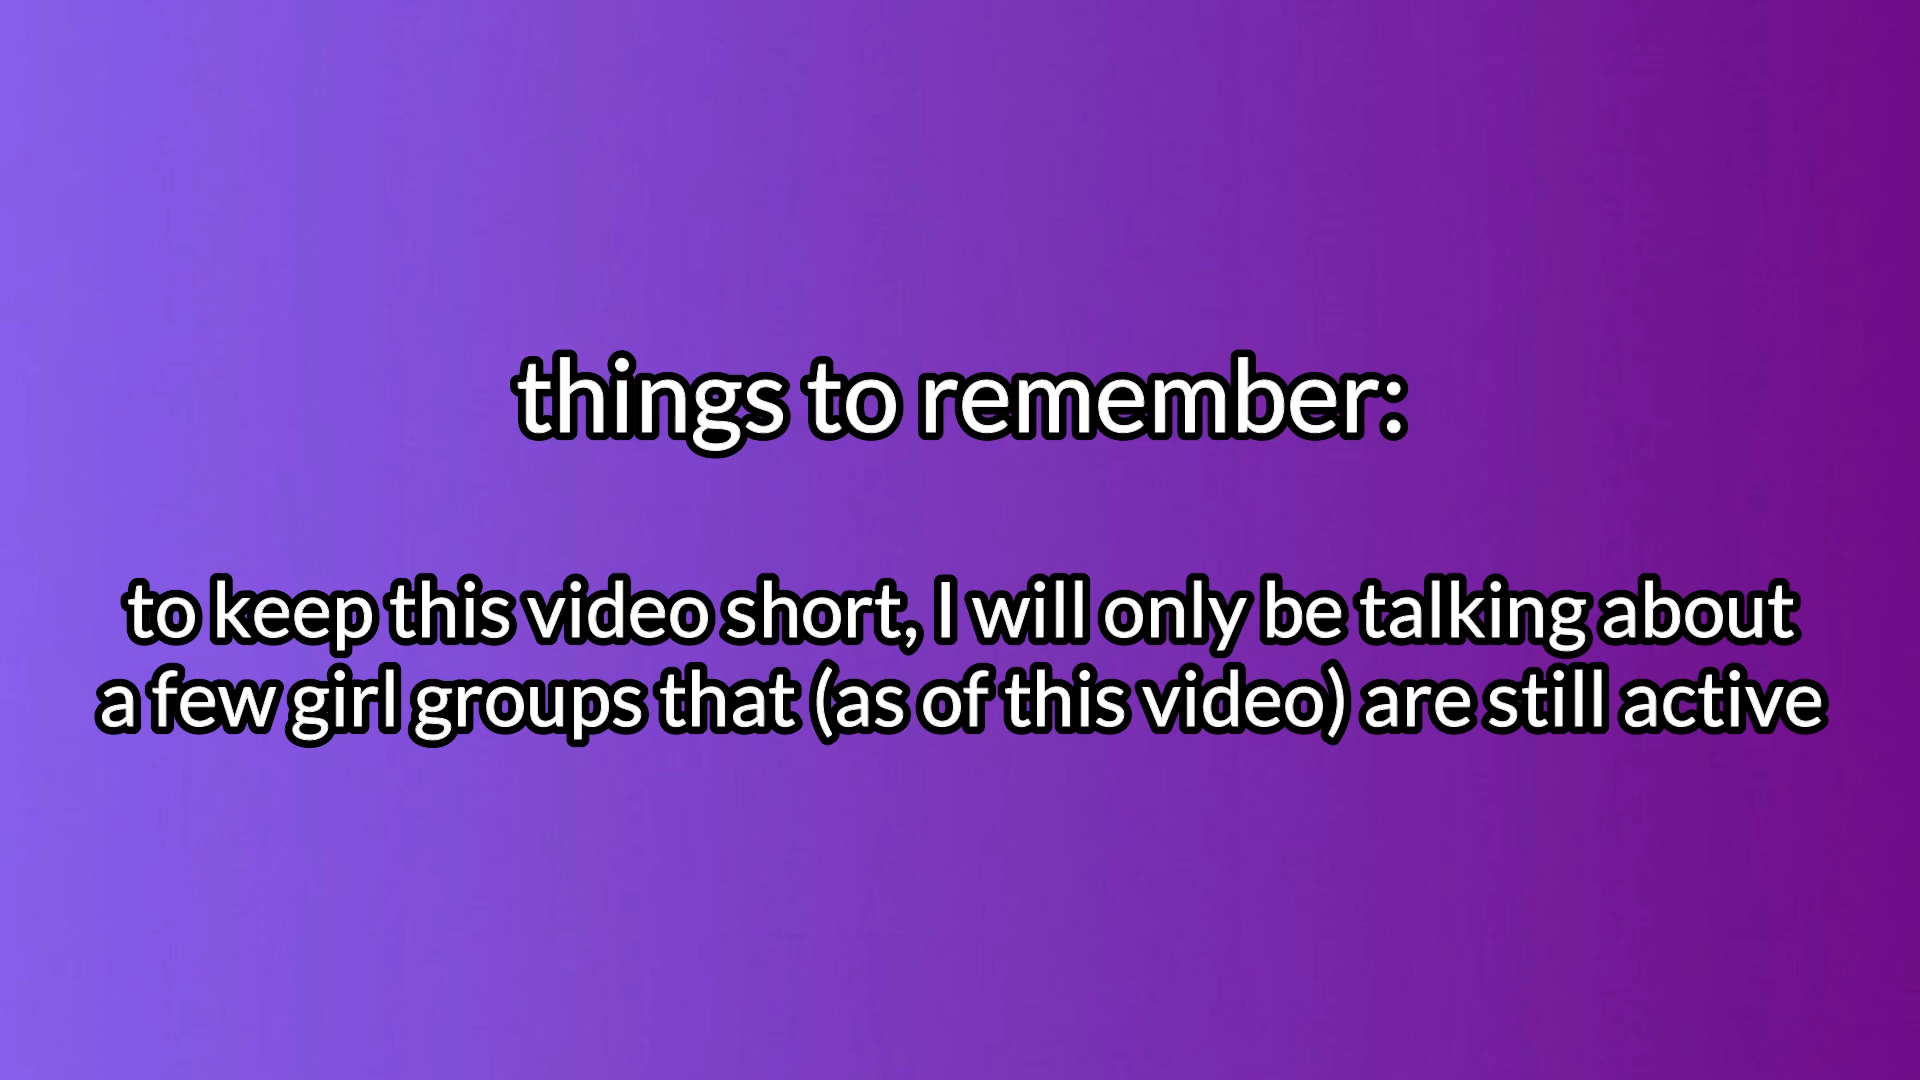 things to remember:
to keep this video short, I will only be talking about
a few girl groups that (as of this video) are still active